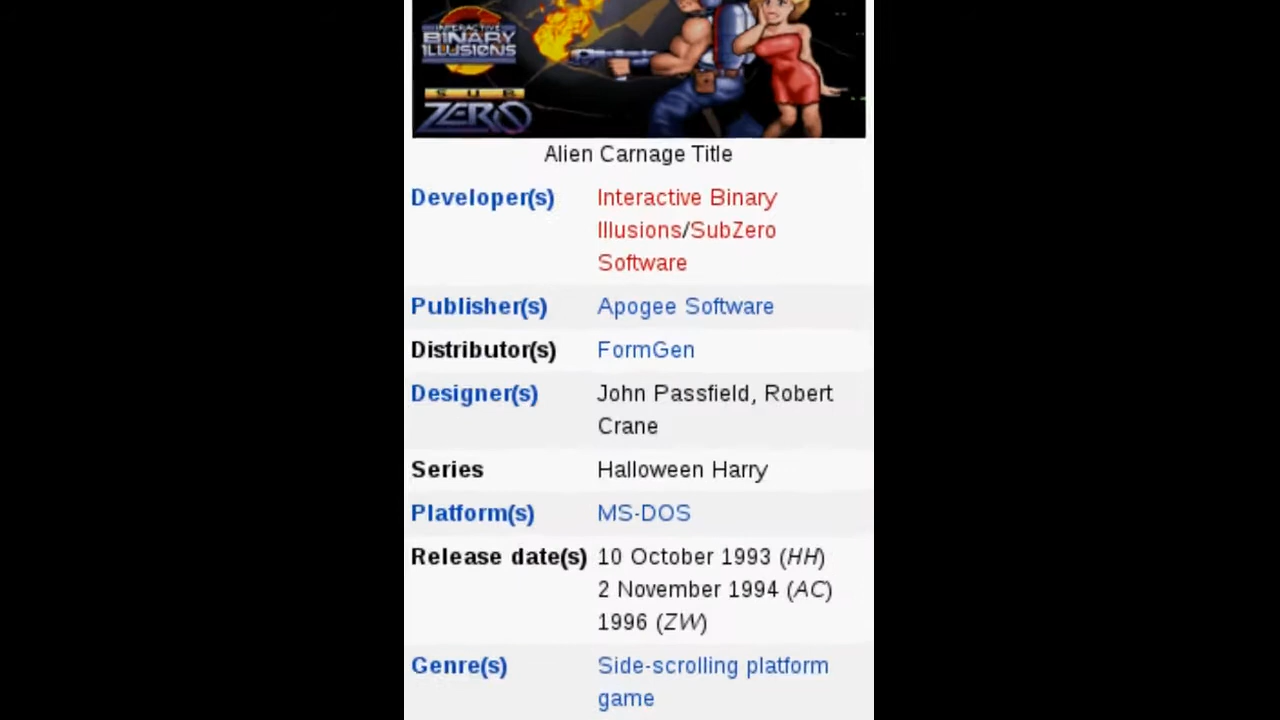 INTERACTIVE
BINARY
ILLUSIONS
SUB
ZERO
Alien Carnage Title
Developer(s) Interactive Binary
Illusions/SubZero
Software
Publisher(s) Apogee Software
Distributor(s) FormGen
Designer(s) John Passfield, Robert
Crane
Series Halloween Harry
Platform(s) MS-DOS
Release date(s) 10 October 1993 (HH)
2 November 1994 (AC)
1996 (ZW)
Genre(s) Side-scrolling platform
game